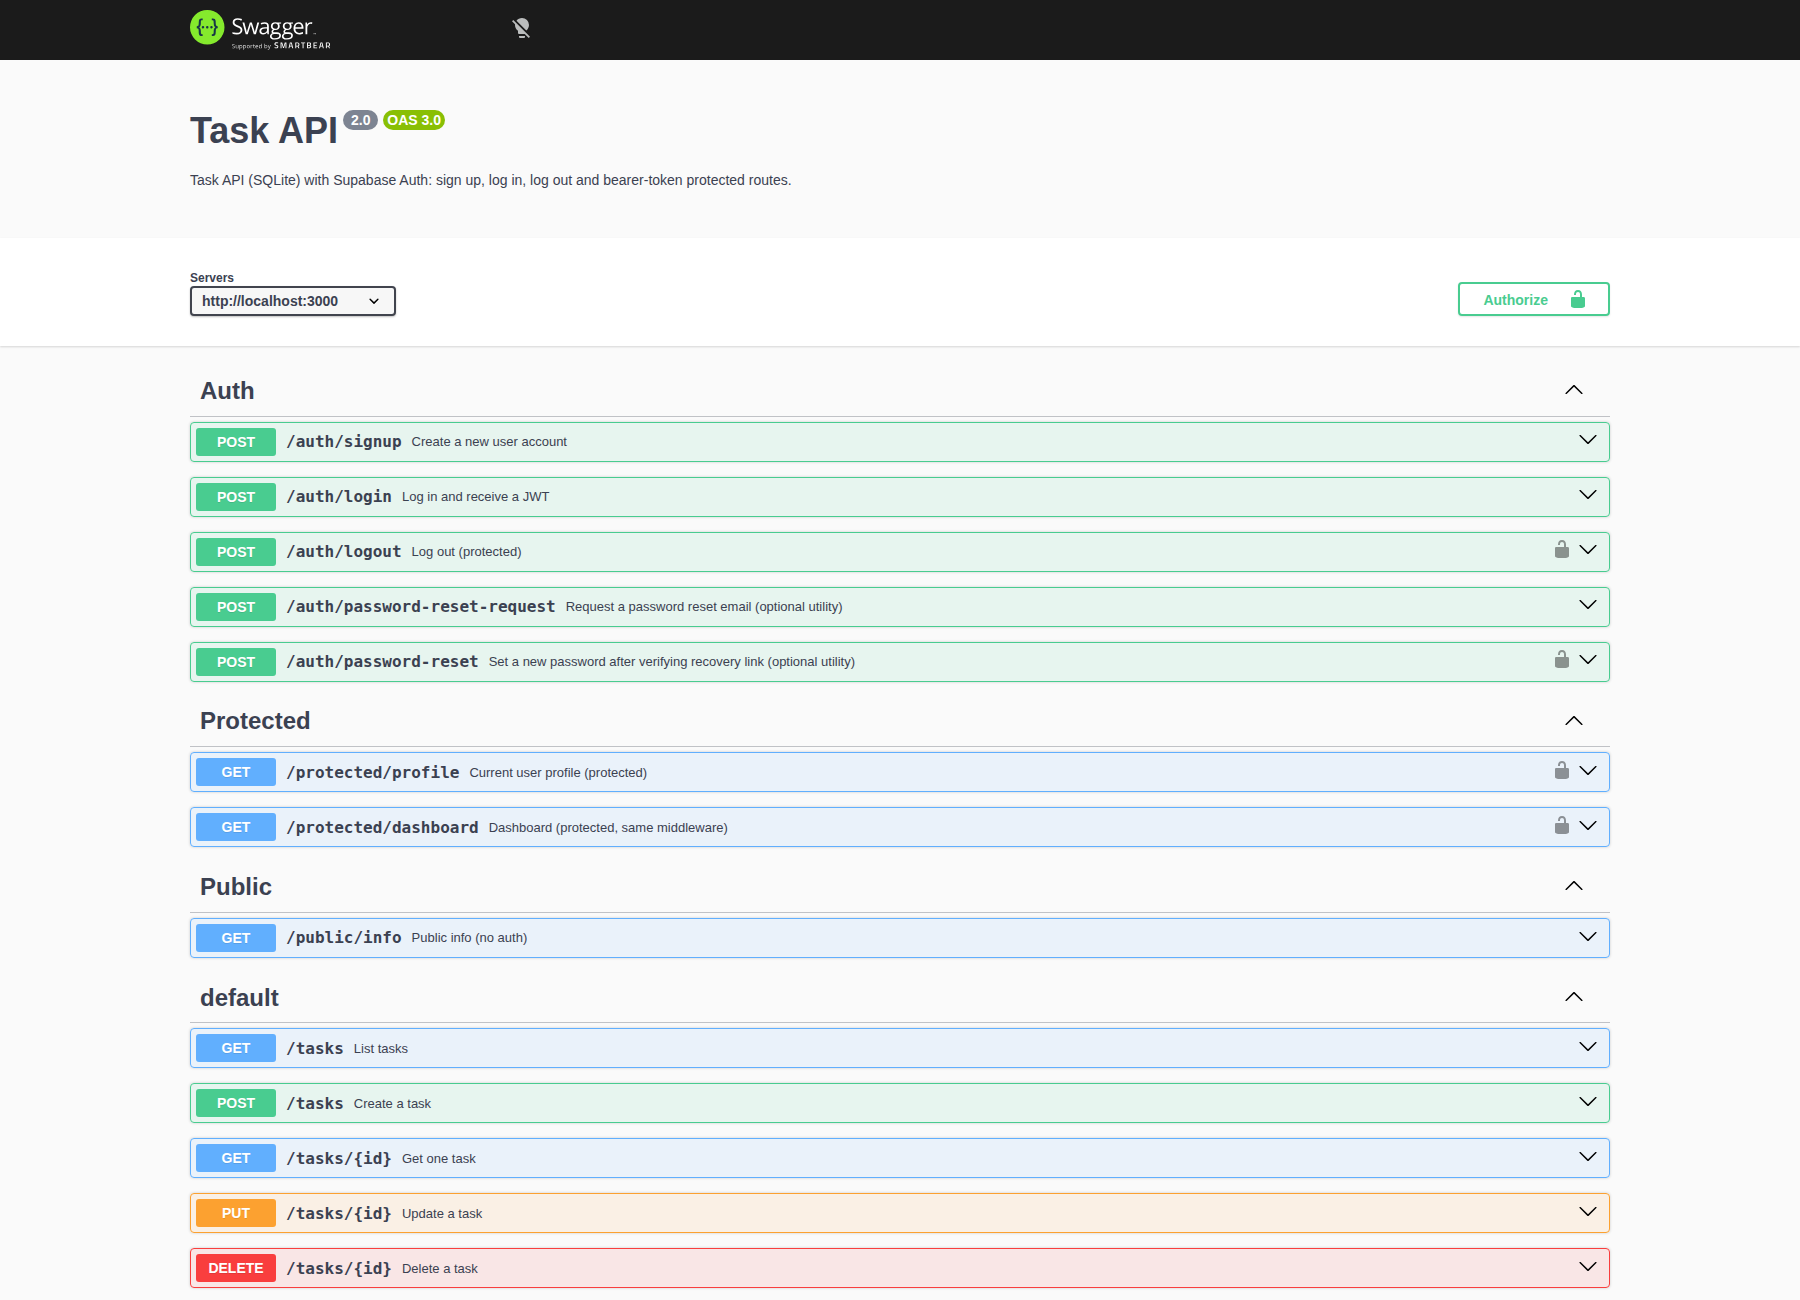 Swagger
Supported by SMARTBEAR
Task API 2.0 OAS 3.0
Task API (SQLite) with Supabase Auth: sign up, log in, log out and bearer-token protected routes.
Servers
http://localhost:3000
Authorize
Auth
POST /auth/signup Create a new user account
POST /auth/login Log in and receive a JWT
POST /auth/logout Log out (protected)
POST /auth/password-reset-request Request a password reset email (optional utility)
POST /auth/password-reset Set a new password after verifying recovery link (optional utility)
Protected
GET /protected/profile Current user profile (protected)
GET /protected/dashboard Dashboard (protected, same middleware)
Public
GET /public/info Public info (no auth)
default
GET /tasks List tasks
POST /tasks Create a task
GET /tasks/{id} Get one task
PUT /tasks/{id} Update a task
DELETE /tasks/{id} Delete a task